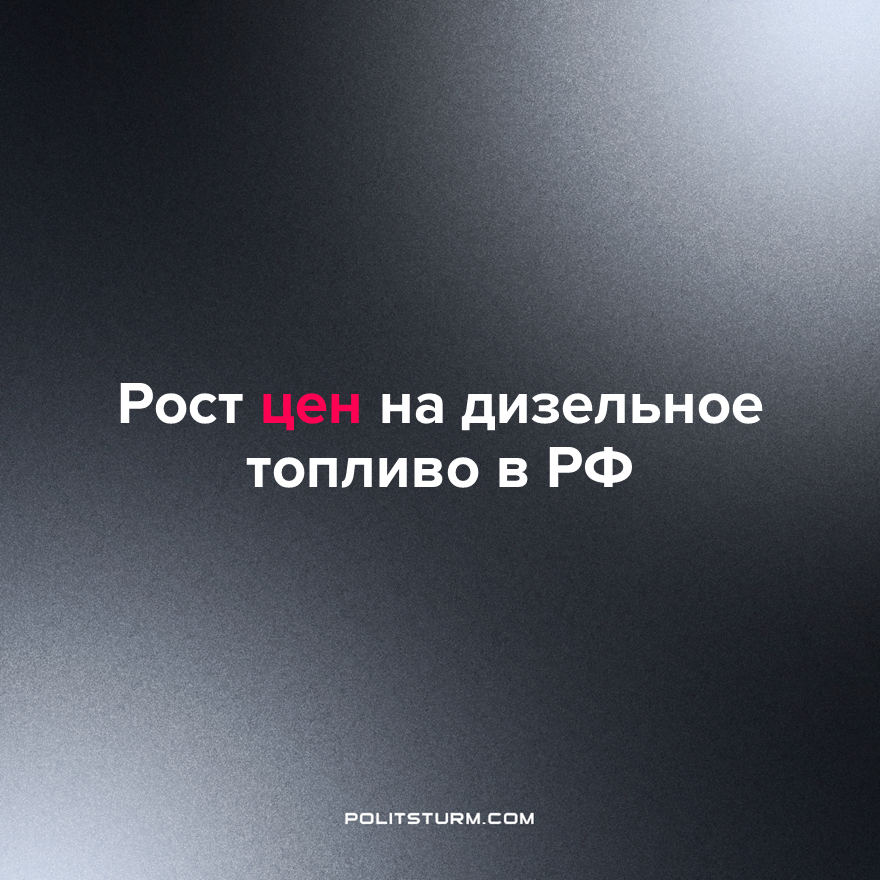 Рост цен на дизельное
топливо в РФ
POLITSTURM.COM